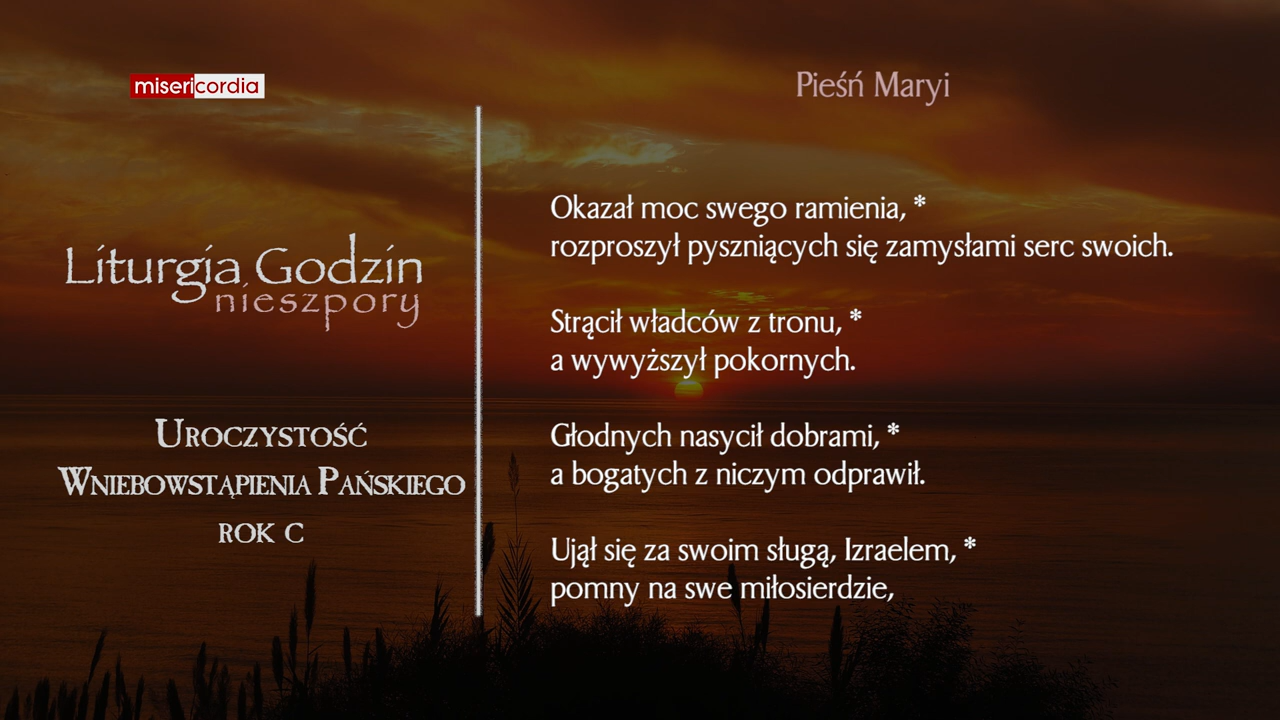 misericordia
Liturgia Godzin
nieszpory
Uroczystość
Wniebowstąpienia Pańskiego
rok C
Pieśń Maryi
Okazał moc swego ramienia, *
rozproszył pyszniących się zamysłami serc swoich.
Strącił władców z tronu, *
a wywyższył pokornych.
Głodnych nasycił dobrami, *
a bogatych z niczym odprawił.
Ujął się za swoim sługą, Izraelem, *
pomny na swe miłosierdzie,